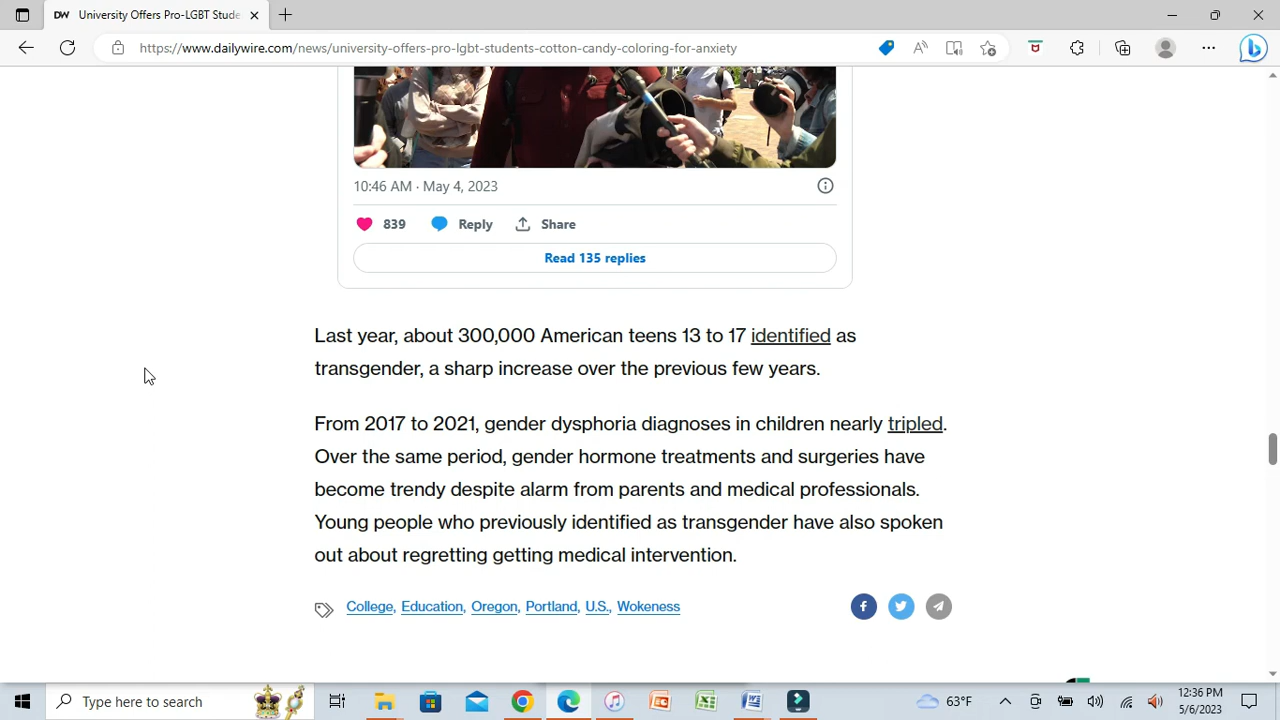 DW University Offers Pro-LGBT Stude
https://www.dailywire.com/news/university-offers-pro-lgbt-students-cotton-candy-coloring-for-anxiety
10:46 AM · May 4, 2023
839 Reply Share
Read 135 replies
Last year, about 300,000 American teens 13 to 17 identified as
transgender, a sharp increase over the previous few years.
From 2017 to 2021, gender dysphoria diagnoses in children nearly tripled.
Over the same period, gender hormone treatments and surgeries have
become trendy despite alarm from parents and medical professionals.
Young people who previously identified as transgender have also spoken
out about regretting getting medical intervention.
College, Education, Oregon, Portland, U.S., Wokeness
Type here to search
63°F
12:36 PM
5/6/2023